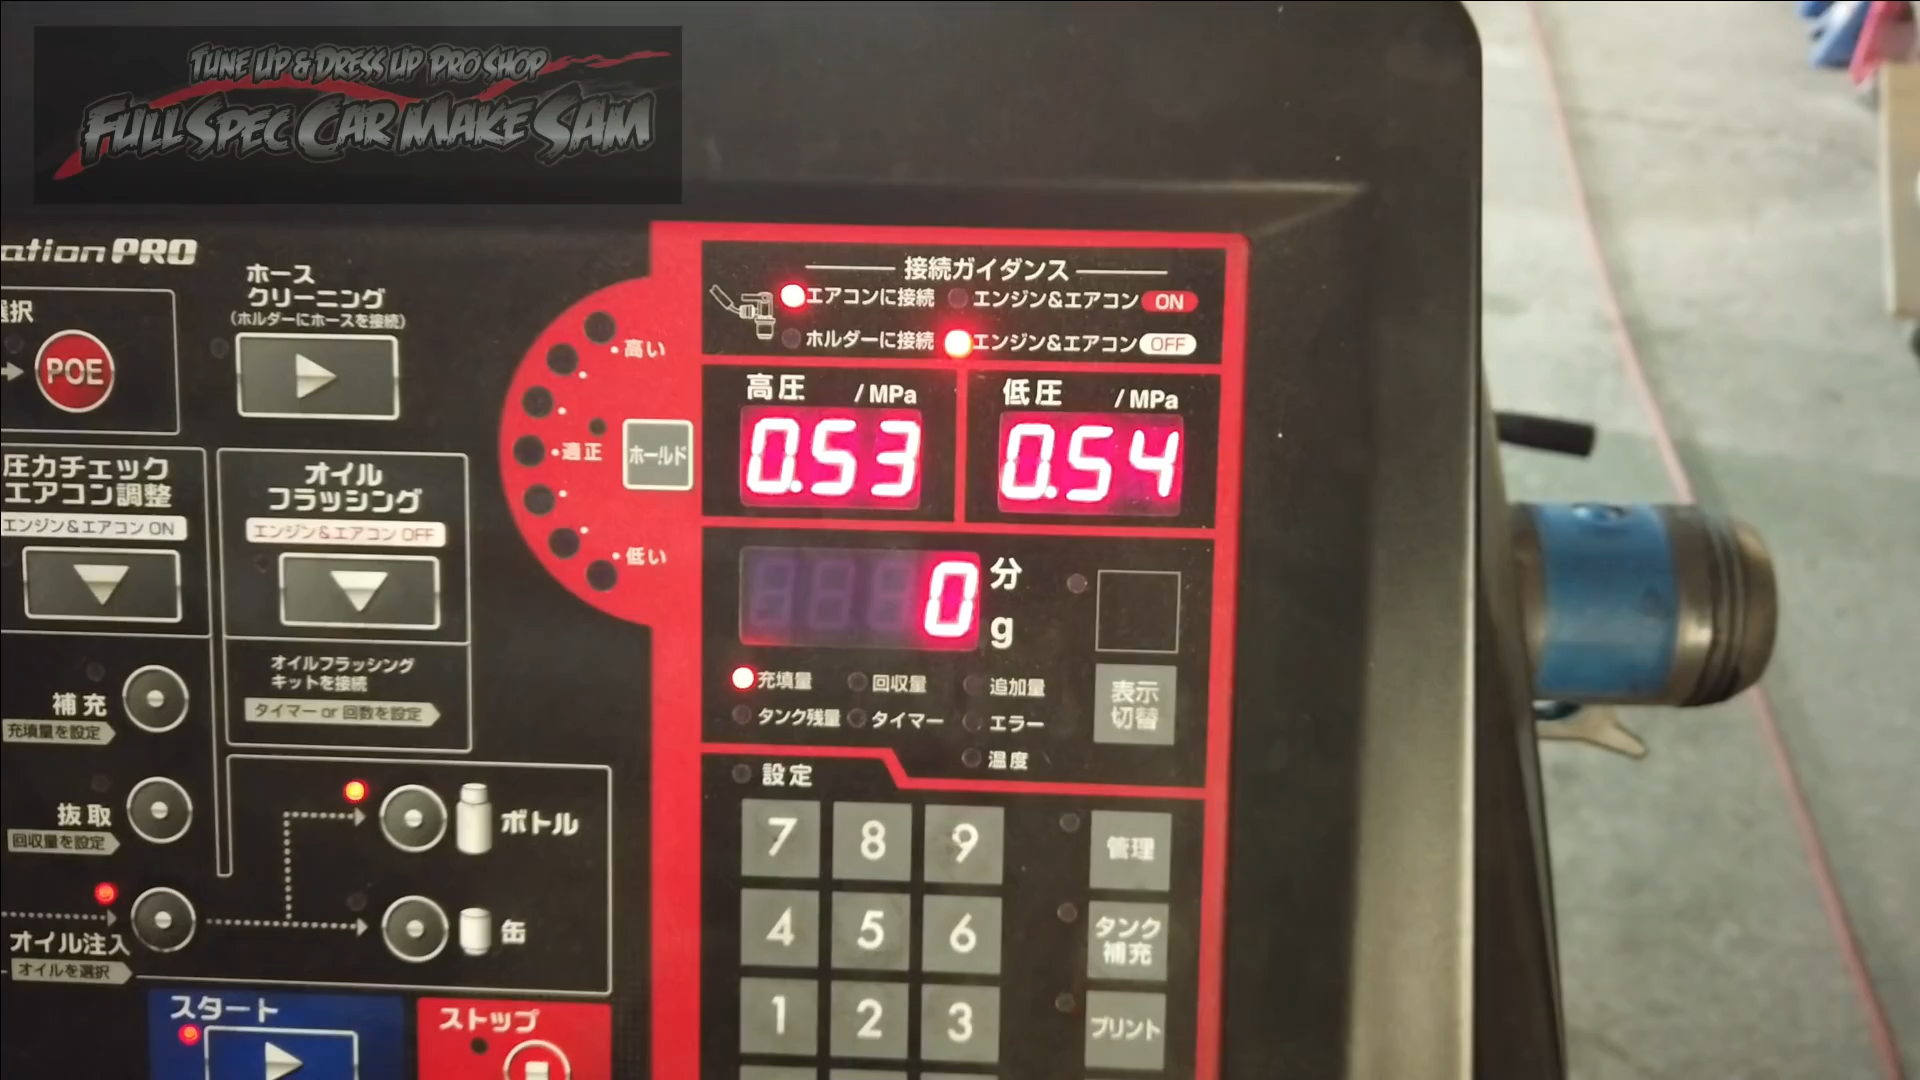 TUNE UP & DRESS UP PRO SHOP
FULL SPEC CAR MAKE SAM
ation PRO
選択
POE
ホース
クリーニング
(ホルダーにホースを接続)
接続ガイダンス
エアコンに接続
エンジン&エアコン ON
ホルダーに接続
エンジン&エアコン OFF
高い
適正
低い
ホールド
高圧 /MPa
0.53
低圧 /MPa
0.54
圧力チェック
エアコン調整
エンジン&エアコン ON
オイル
フラッシング
エンジン&エアコン OFF
オイルフラッシング
キットを接続
タイマー or 回数を設定
0
分
g
充填量
回収量
追加量
タンク残量
タイマー
エラー
温度
表示
切替
補充
充填量を設定
抜取
回収量を設定
オイル注入
オイルを選択
ボトル
缶
設定
7 8 9
4 5 6
1 2 3
管理
タンク
補充
プリント
スタート
ストップ